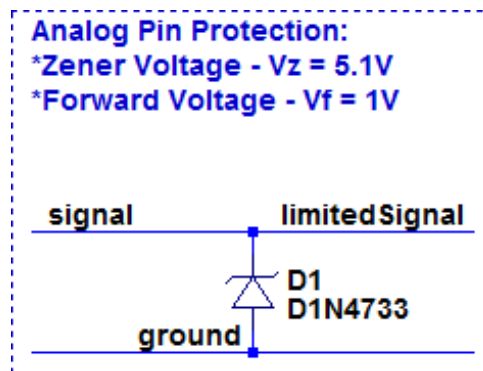 Analog Pin Protection:
*Zener Voltage - Vz = 5.1V
*Forward Voltage - Vf = 1V
signal limitedSignal
D1
D1N4733
ground